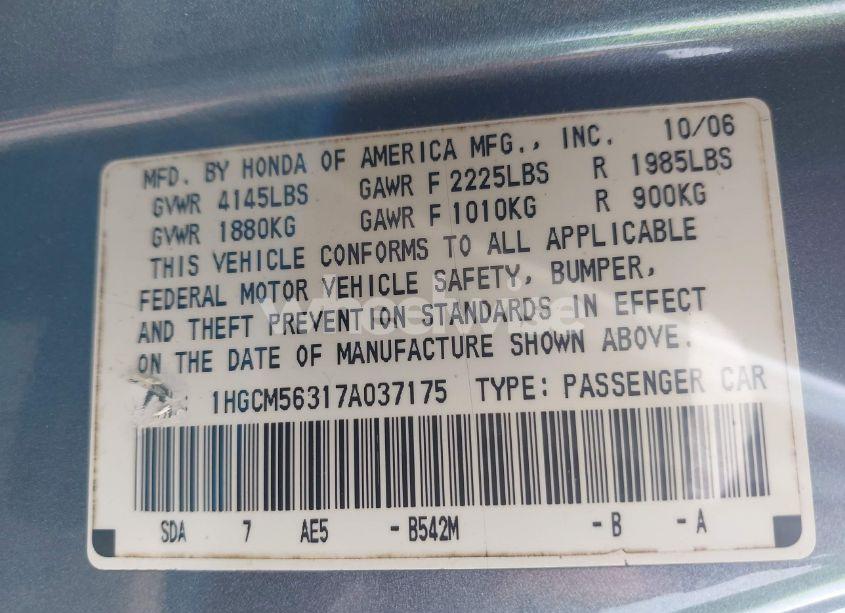 MFD. BY HONDA OF AMERICA MFG., INC. 10/06
GVWR 4145LBS GAWR F 2225LBS R 1985LBS
GVWR 1880KG GAWR F 1010KG R 900KG
THIS VEHICLE CONFORMS TO ALL APPLICABLE
FEDERAL MOTOR VEHICLE SAFETY, BUMPER,
AND THEFT PREVENTION STANDARDS IN EFFECT
ON THE DATE OF MANUFACTURE SHOWN ABOVE.
wheelwise
1HGCM56317A037175 TYPE: PASSENGER CAR
SDA 7 AE5 - B542M - B - A